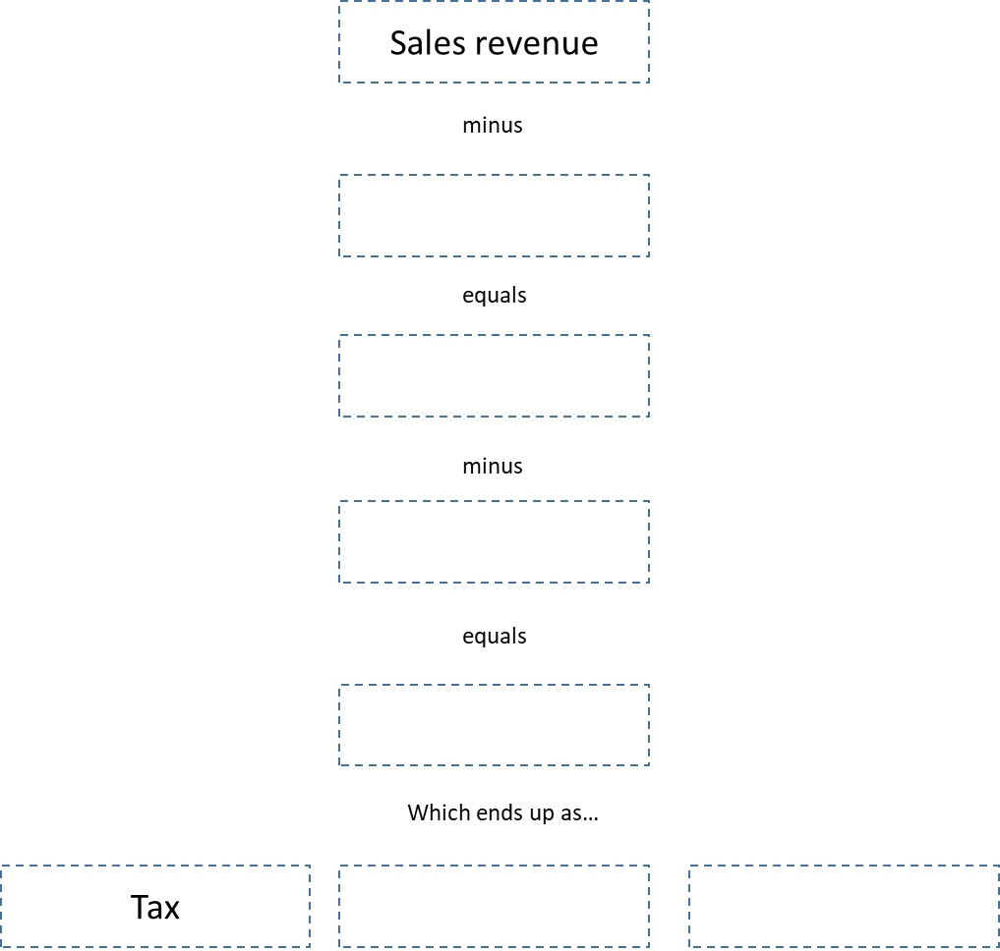 Sales revenue
minus
equals
minus
equals
Which ends up as...
Tax